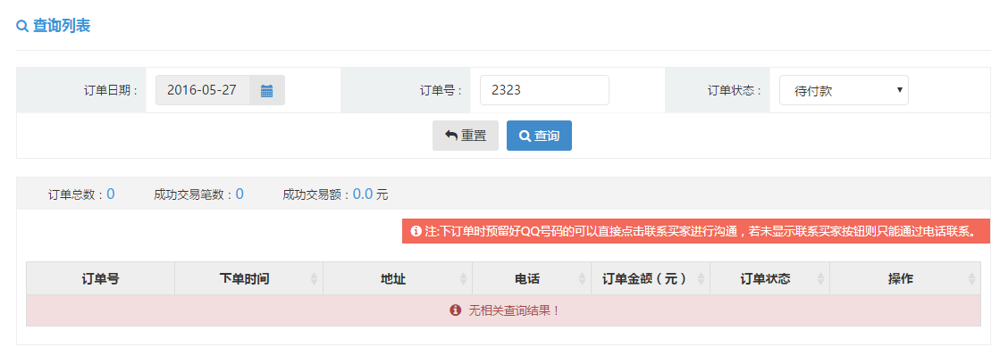 查询列表
订单日期： 2016-05-27 订单号： 2323 订单状态： 待付款
重置 查询
订单总数：0 成功交易笔数：0 成功交易额：0.0 元
注:下订单时预留好QQ号码的可以直接点击联系买家进行沟通，若未显示联系买家按钮则只能通过电话联系。
订单号 下单时间 地址 电话 订单金额（元） 订单状态 操作
无相关查询结果！